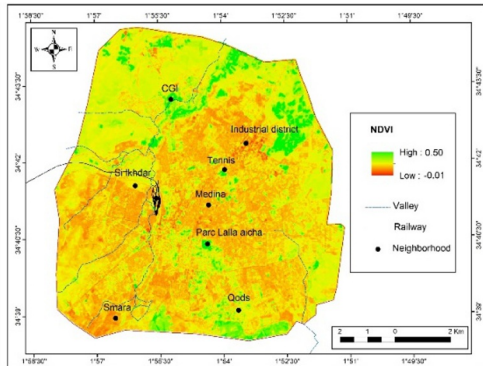 1°58'30" 1°57' 1°55'30" 1°54' 1°52'30" 1°51' 1°49'30"
N
W E
S
34°43'30" 34°43'30"
CGI
Industrial district
34°42' 34°42'
Tennis
Medina
Parc Lalla aicha
34°40'30" 34°40'30"
Qods
Smara
34°39' 34°39'
NDVI
High : 0.50
Low : -0.01
Valley
Railway
Neighborhood
2 1 0 2 Km
1°58'30" 1°57' 1°55'30" 1°54' 1°52'30" 1°51' 1°49'30"